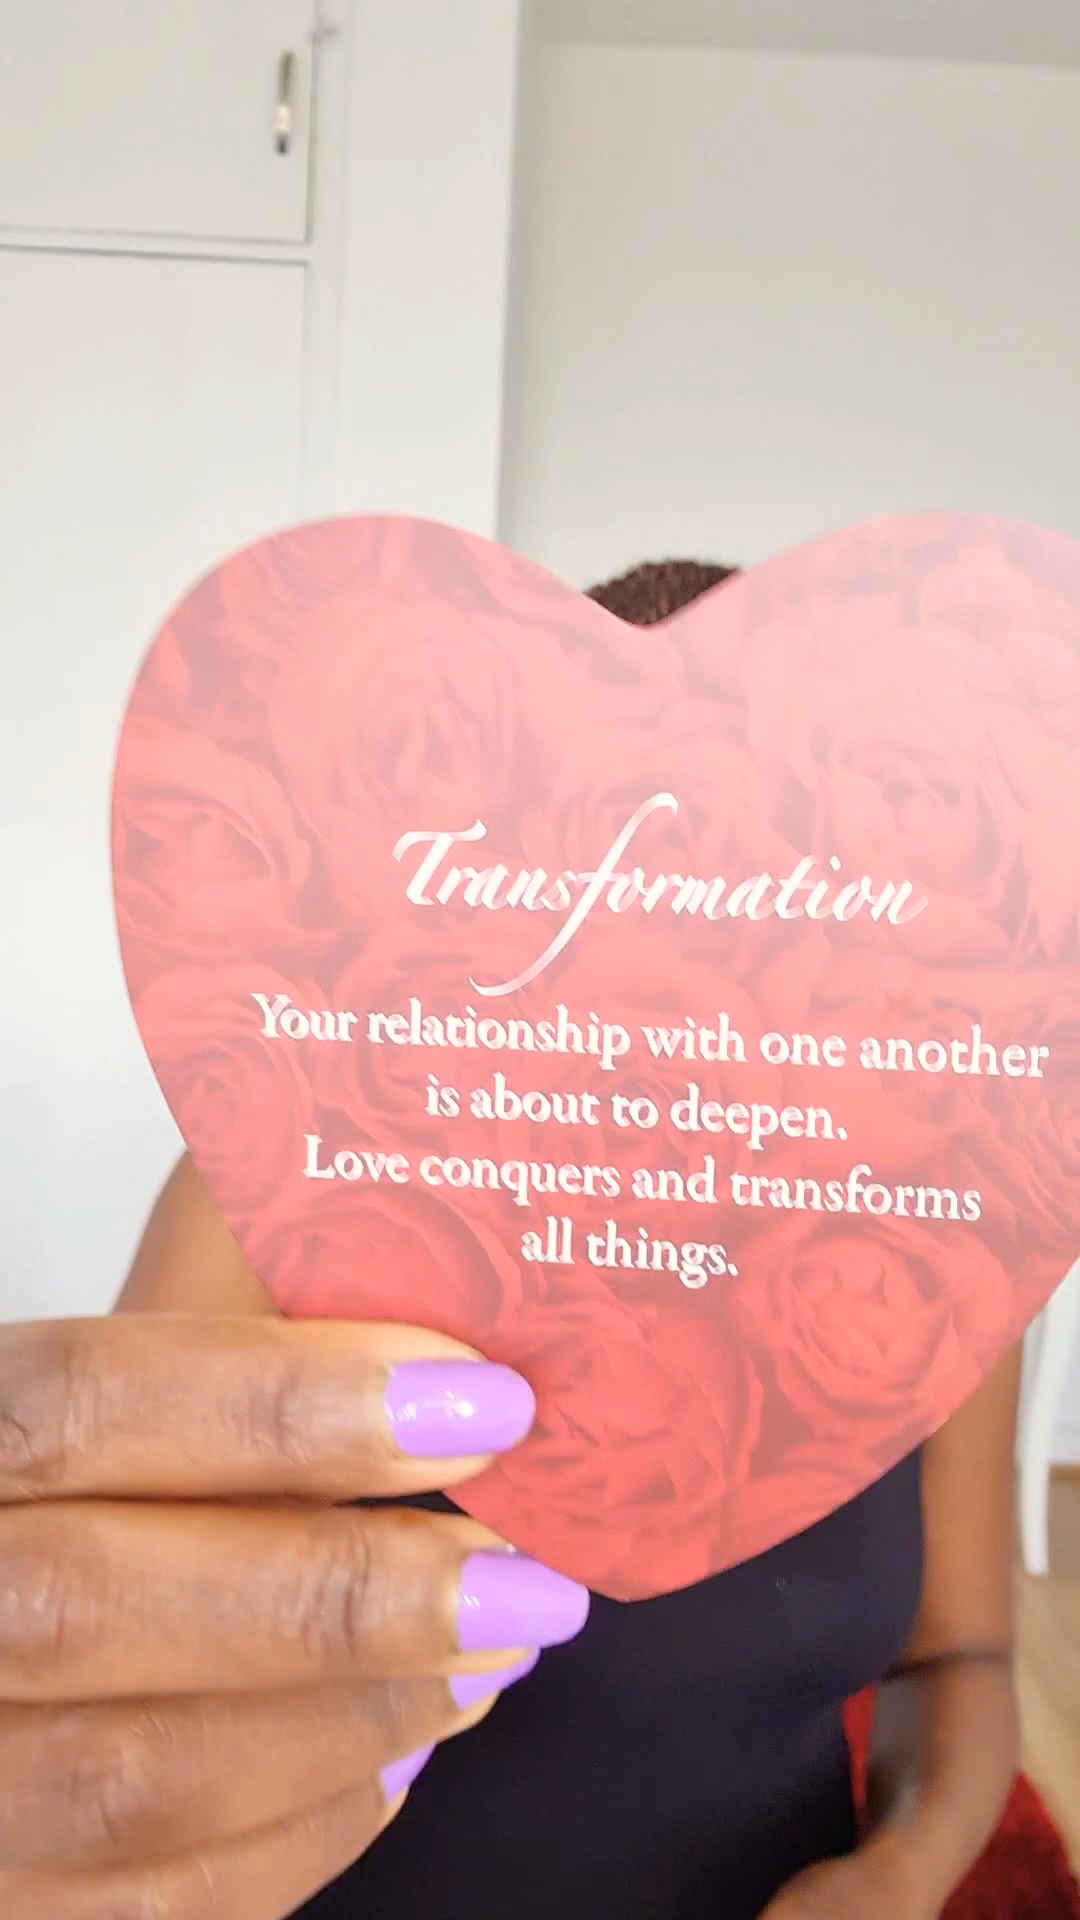 Transformation
Your relationship with one another
is about to deepen.
Love conquers and transforms
all things.